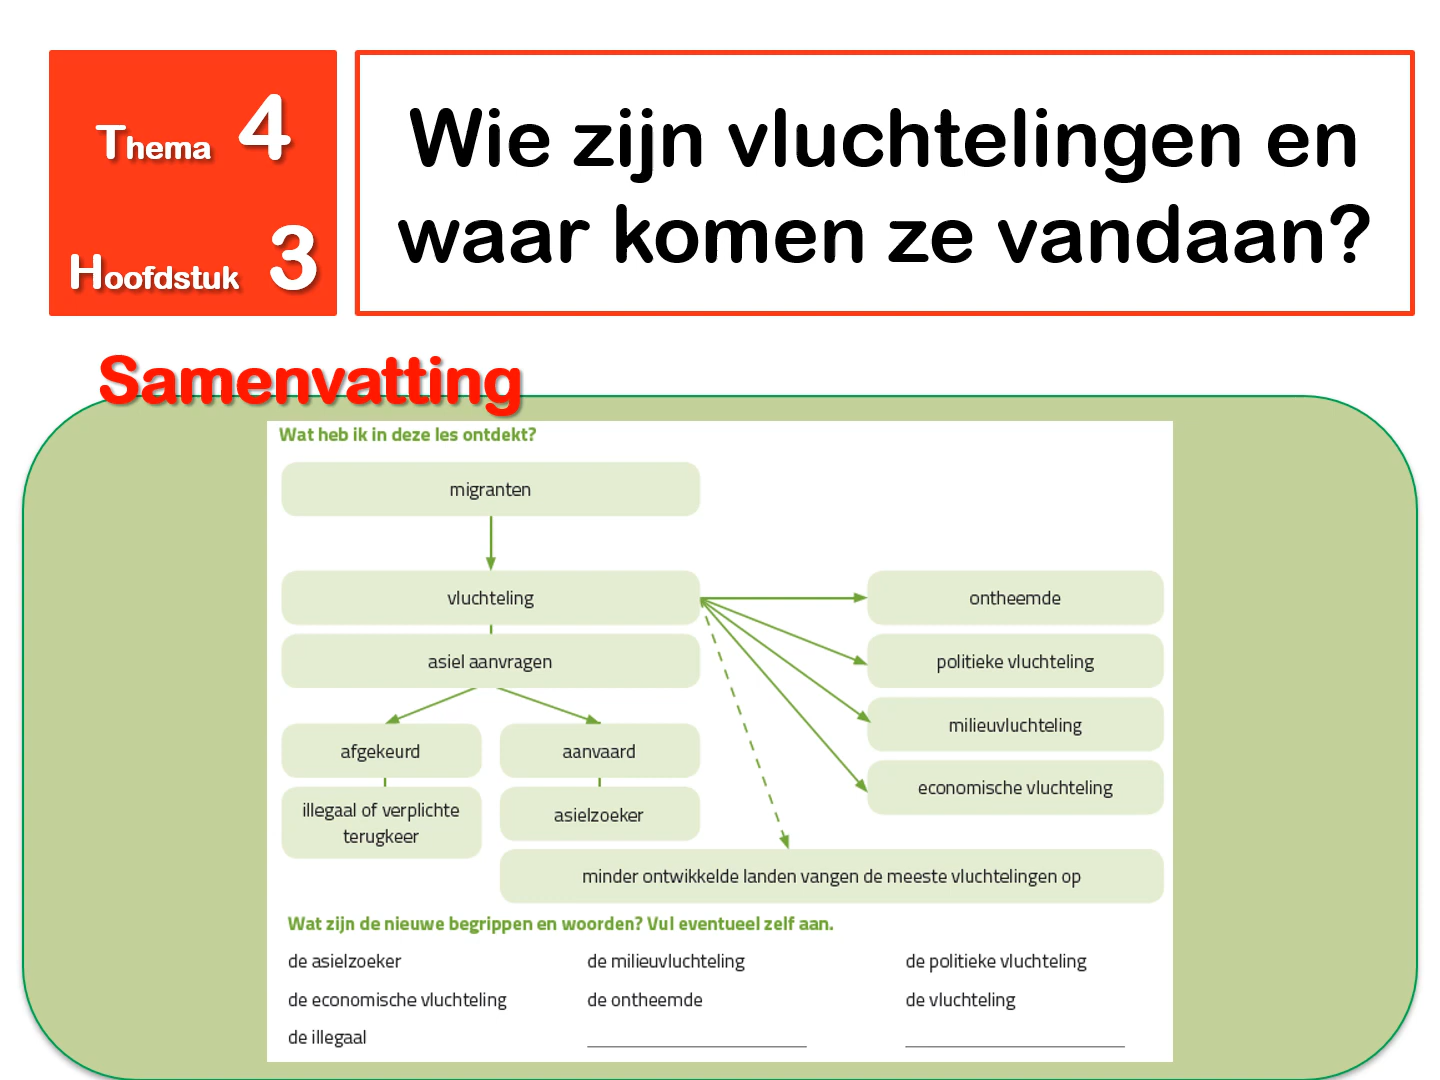 Thema 4
Hoofdstuk 3
Wie zijn vluchtelingen en
waar komen ze vandaan?
Samenvatting
Wat heb ik in deze les ontdekt?
migranten
vluchteling
asiel aanvragen
afgekeurd
aanvaard
illegaal of verplichte
terugkeer
asielzoeker
ontheemde
politieke vluchteling
milieuvluchteling
economische vluchteling
minder ontwikkelde landen vangen de meeste vluchtelingen op
Wat zijn de nieuwe begrippen en woorden? Vul eventueel zelf aan.
de asielzoeker de milieuvluchteling de politieke vluchteling
de economische vluchteling de ontheemde de vluchteling
de illegaal